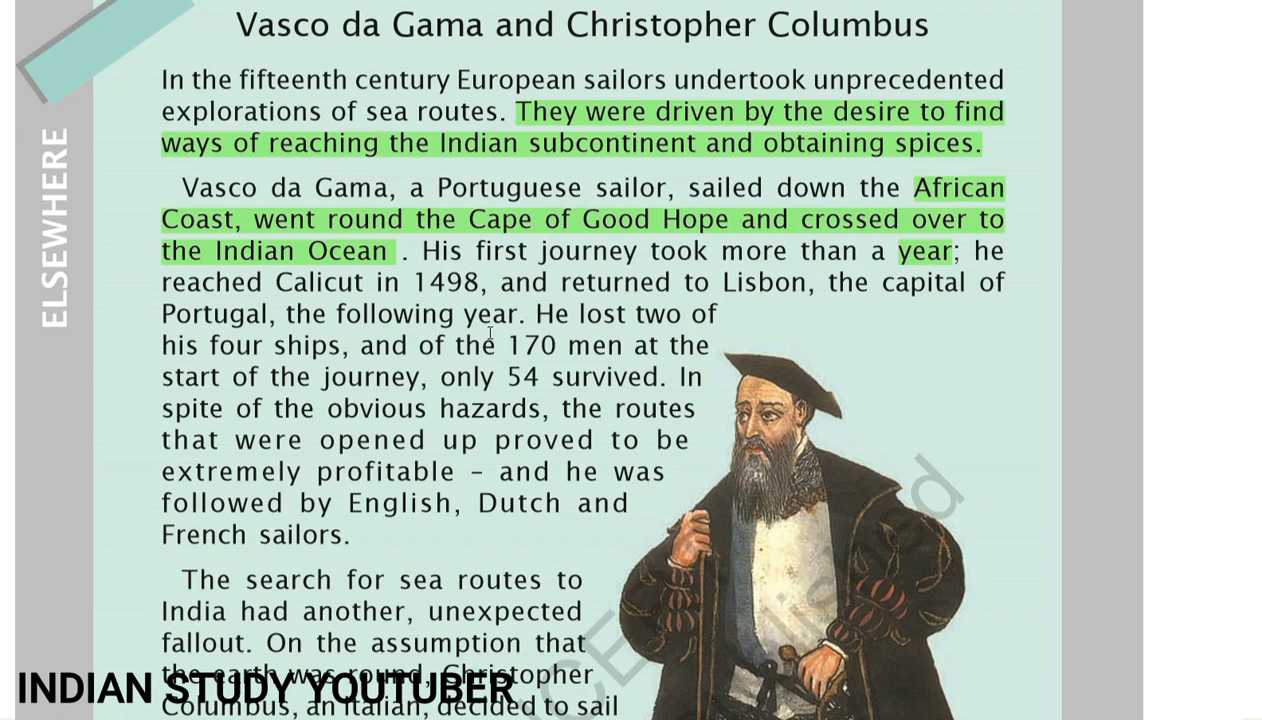 Vasco da Gama and Christopher Columbus
ELSEWHERE
In the fifteenth century European sailors undertook unprecedented
explorations of sea routes. They were driven by the desire to find
ways of reaching the Indian subcontinent and obtaining spices.
Vasco da Gama, a Portuguese sailor, sailed down the African
Coast, went round the Cape of Good Hope and crossed over to
the Indian Ocean . His first journey took more than a year; he
reached Calicut in 1498, and returned to Lisbon, the capital of
Portugal, the following year. He lost two of
his four ships, and of the 170 men at the
start of the journey, only 54 survived. In
spite of the obvious hazards, the routes
that were opened up proved to be
extremely profitable – and he was
followed by English, Dutch and
French sailors.
The search for sea routes to
India had another, unexpected
fallout. On the assumption that
the earth was round, Christopher
Columbus, an Italian, decided to sail
INDIAN STUDY YOUTUBER